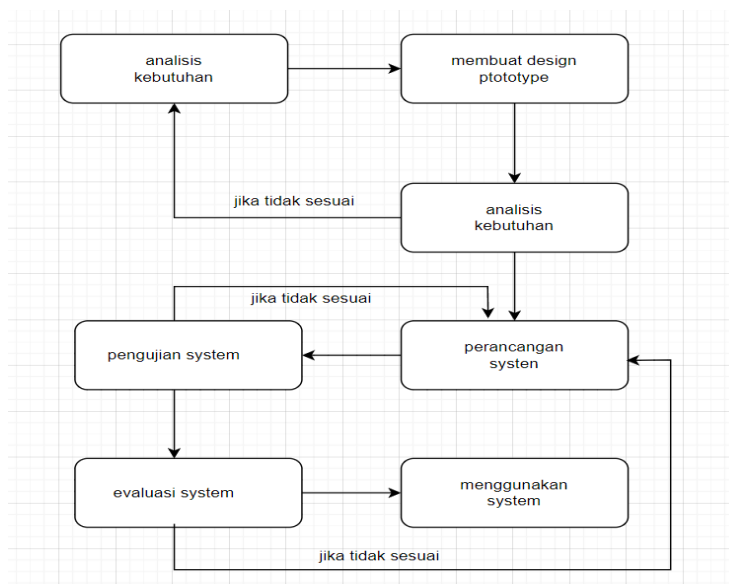 analisis
kebutuhan
membuat design
ptototype
jika tidak sesuai
analisis
kebutuhan
jika tidak sesuai
pengujian system
perancangan
systen
evaluasi system
menggunakan
system
jika tidak sesuai